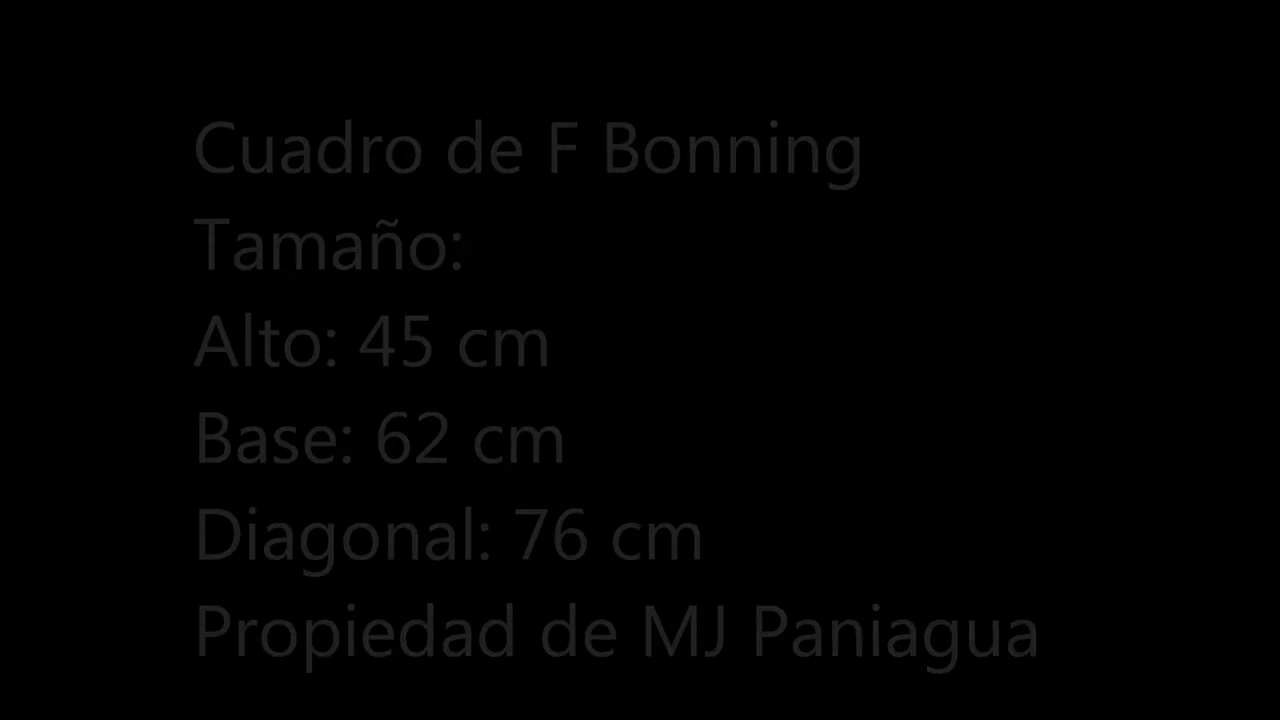 Cuadro de F Bonning
Tamaño:
Alto: 45 cm
Base: 62 cm
Diagonal: 76 cm
Propiedad de MJ Paniagua